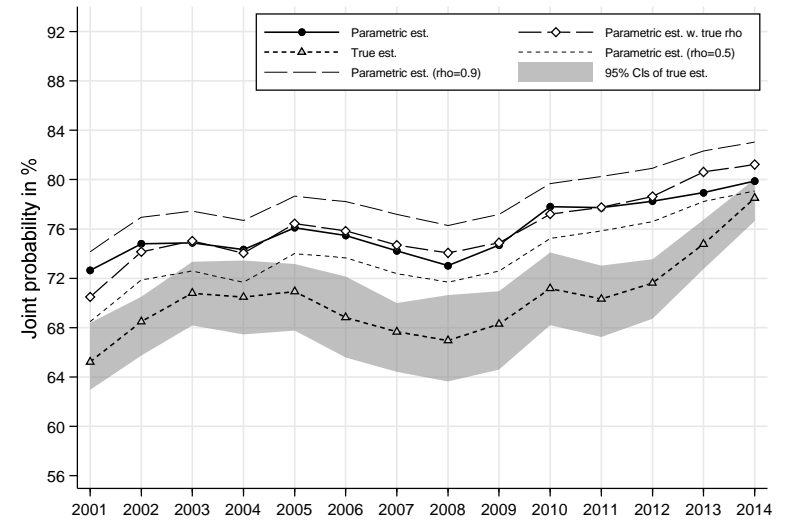 Parametric est.
True est.
Parametric est. (rho=0.9)
Parametric est. w. true rho
Parametric est. (rho=0.5)
95% CIs of true est.
Joint probability in %
92
88
84
80
76
72
68
64
60
56
2001 2002 2003 2004 2005 2006 2007 2008 2009 2010 2011 2012 2013 2014